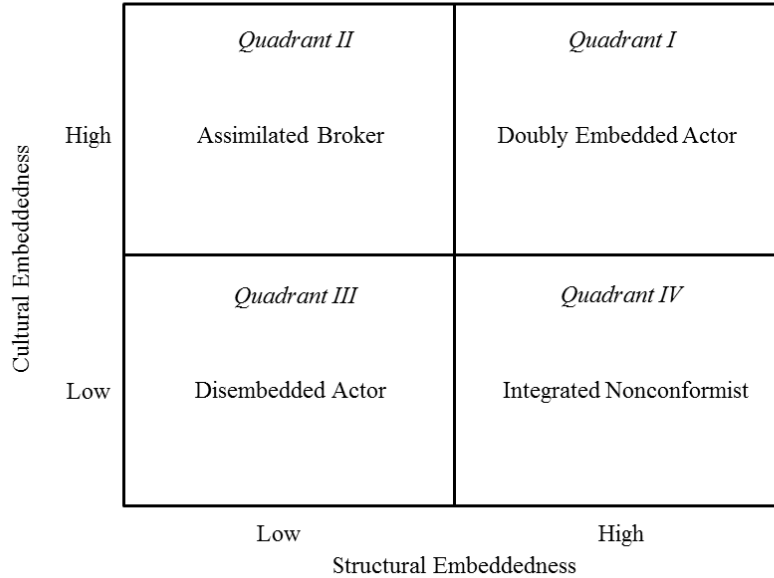 Quadrant II
Quadrant I
High
Assimilated Broker
Doubly Embedded Actor
Cultural Embeddedness
Quadrant III
Quadrant IV
Low
Disembedded Actor
Integrated Nonconformist
Low
High
Structural Embeddedness